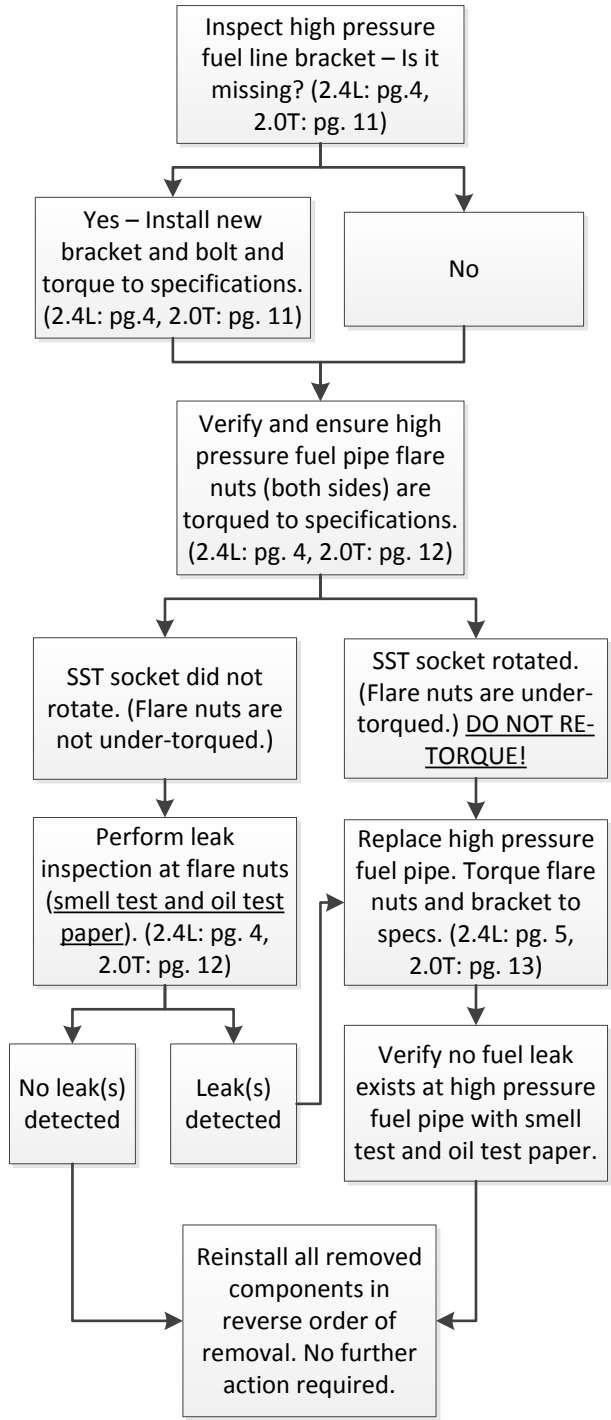 Inspect high pressure
fuel line bracket – Is it
missing? (2.4L: pg.4,
2.0T: pg. 11)
Yes – Install new
bracket and bolt and
torque to specifications.
(2.4L: pg.4, 2.0T: pg. 11)
No
Verify and ensure high
pressure fuel pipe flare
nuts (both sides) are
torqued to specifications.
(2.4L: pg. 4, 2.0T: pg. 12)
SST socket did not
rotate. (Flare nuts are
not under-torqued.)
SST socket rotated.
(Flare nuts are under-
torqued.) DO NOT RE-
TORQUE!
Perform leak
inspection at flare nuts
(smell test and oil test
paper). (2.4L: pg. 4,
2.0T: pg. 12)
Replace high pressure
fuel pipe. Torque flare
nuts and bracket to
specs. (2.4L: pg. 5,
2.0T: pg. 13)
No leak(s)
detected
Leak(s)
detected
Verify no fuel leak
exists at high pressure
fuel pipe with smell
test and oil test paper.
Reinstall all removed
components in
reverse order of
removal. No further
action required.